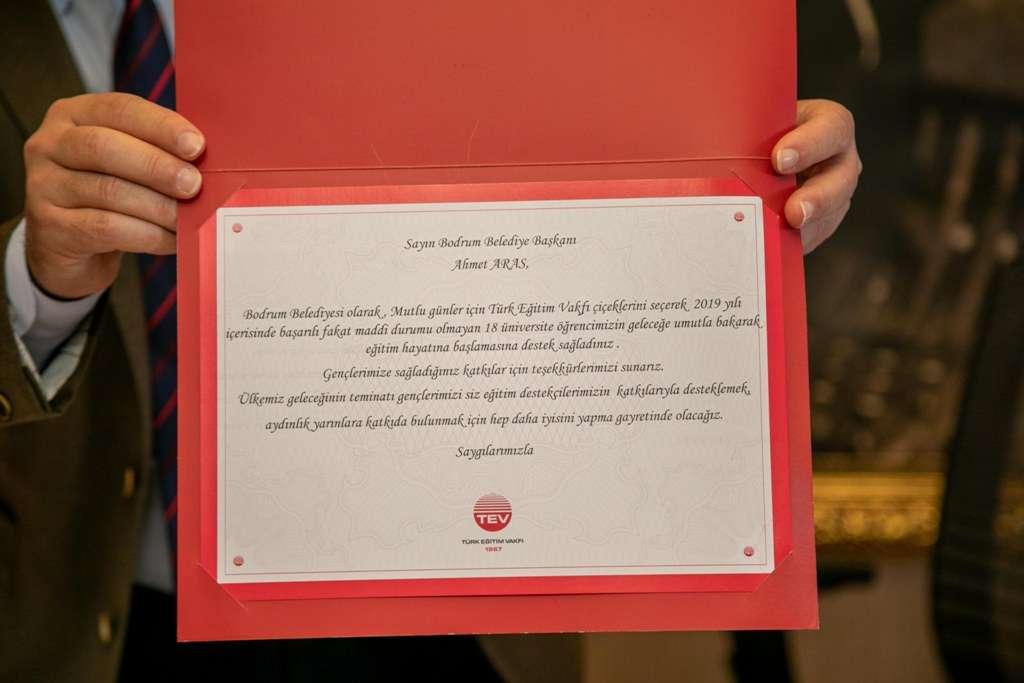 Sayın Bodrum Belediye Başkanı
Ahmet ARAS,
Bodrum Belediyesi olarak , Mutlu günler için Türk Eğitim Vakfı çiçeklerini seçerek 2019 yılı
içerisinde başarılı fakat maddi durumu olmayan 18 üniversite öğrencimizin geleceğe umutla bakarak
eğitim hayatına başlamasına destek sağladınız .
Gençlerimize sağladığınız katkılar için teşekkürlerimizi sunarız.
Ülkemiz geleceğinin teminatı gençlerimizi siz eğitim destekçilerimizin katkılarıyla desteklemek,
aydınlık yarınlara katkıda bulunmak için hep daha iyisini yapma gayretinde olacağız.
Saygılarımızla
TEV
TÜRK EĞİTİM VAKFI
1967